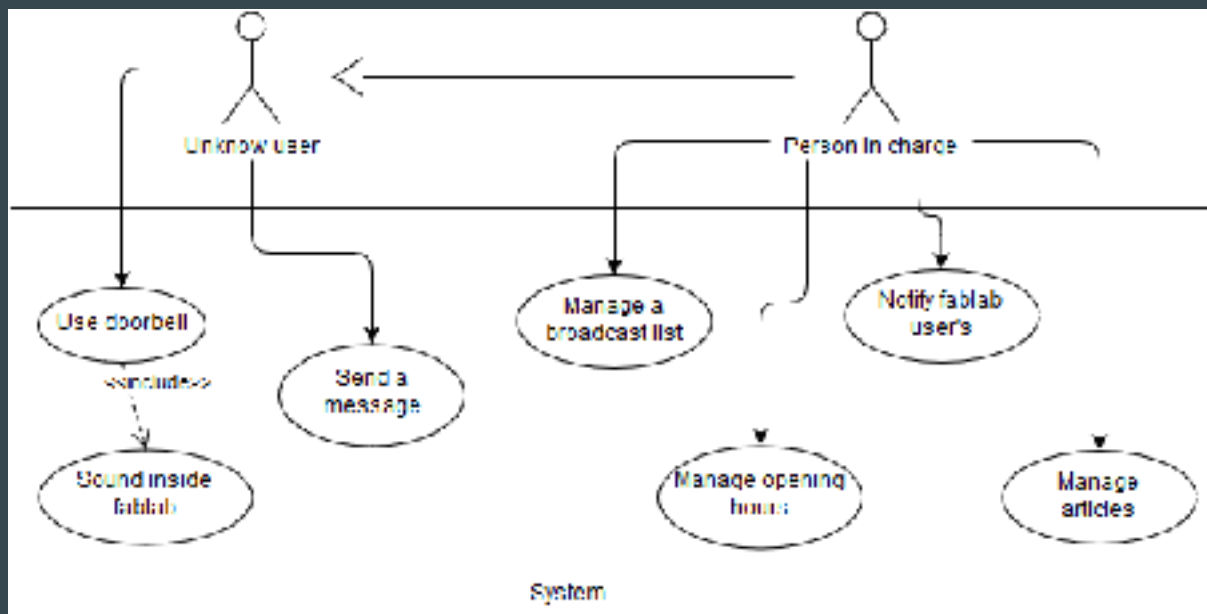 Unknow user
Person in charge
Use doorbell
<<include>>
Sound inside
fablab
Send a
message
Manage a
broadcast list
Notify fablab
user's
Manage opening
hours
Manage
articles
System